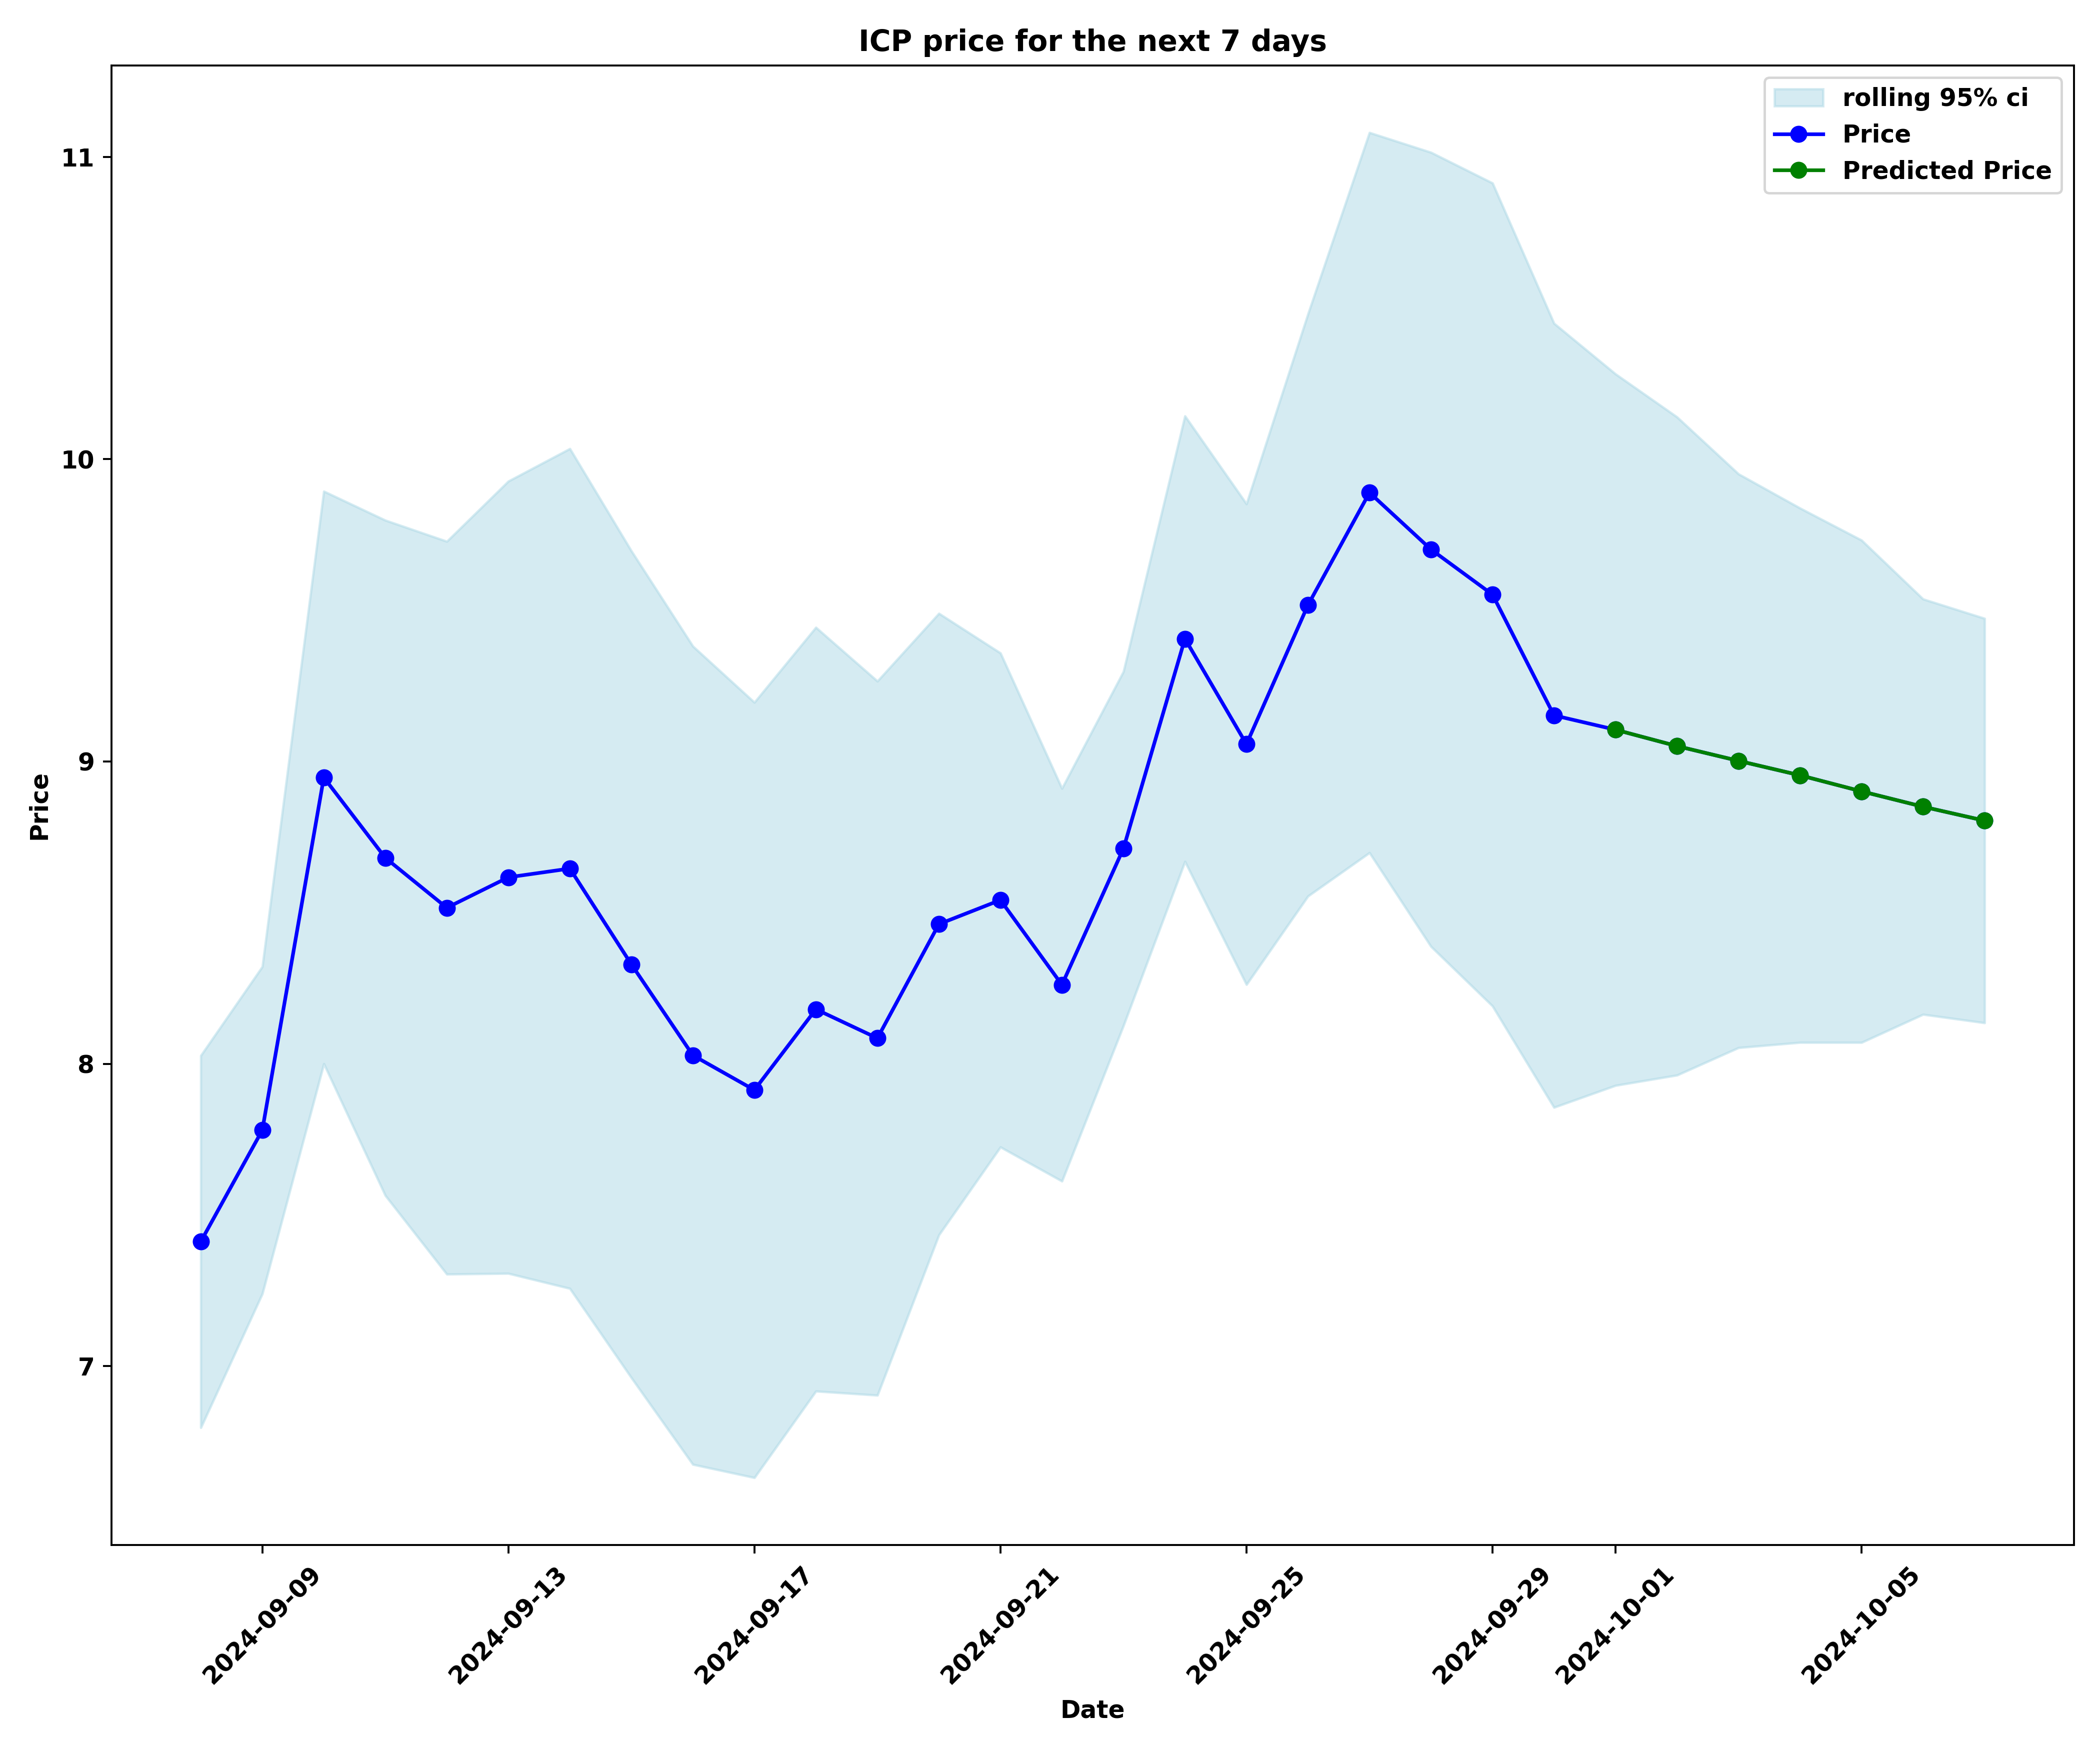 ICP price for the next 7 days
rolling 95% ci
Price
Predicted Price
11
10
9
8
7
Price
2024-09-09
2024-09-13
2024-09-17
2024-09-21
2024-09-25
2024-09-29
2024-10-01
2024-10-05
Date